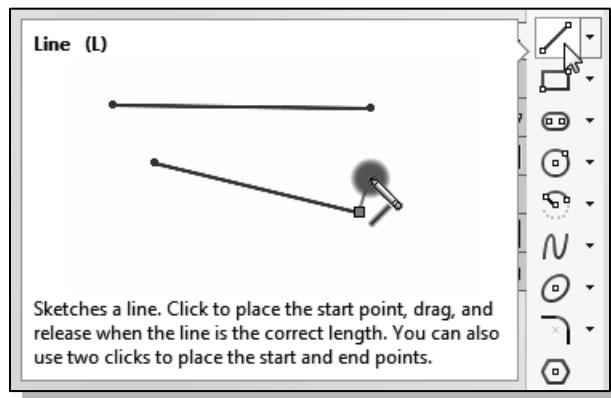 Line (L)
Sketches a line. Click to place the start point, drag, and
release when the line is the correct length. You can also
use two clicks to place the start and end points.